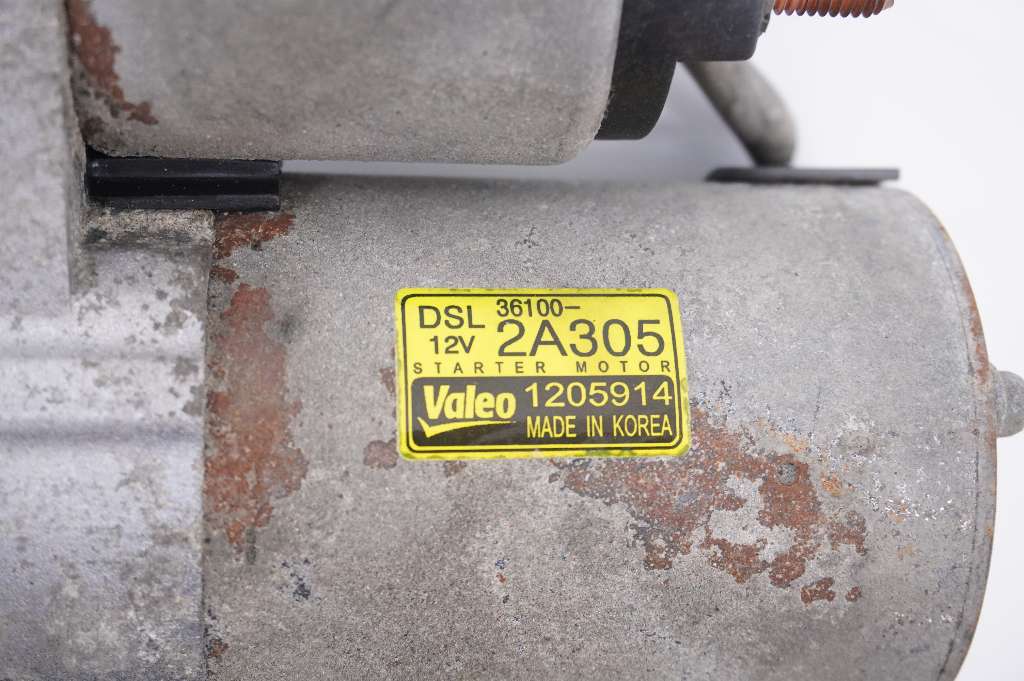 DSL 36100-
12V 2A305
STARTER MOTOR
Valeo 1205914
MADE IN KOREA